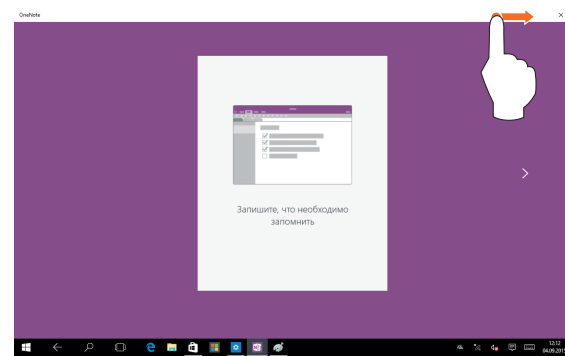 OneNote
Запишите, что необходимо
запомнить
12:12
04.09.2015